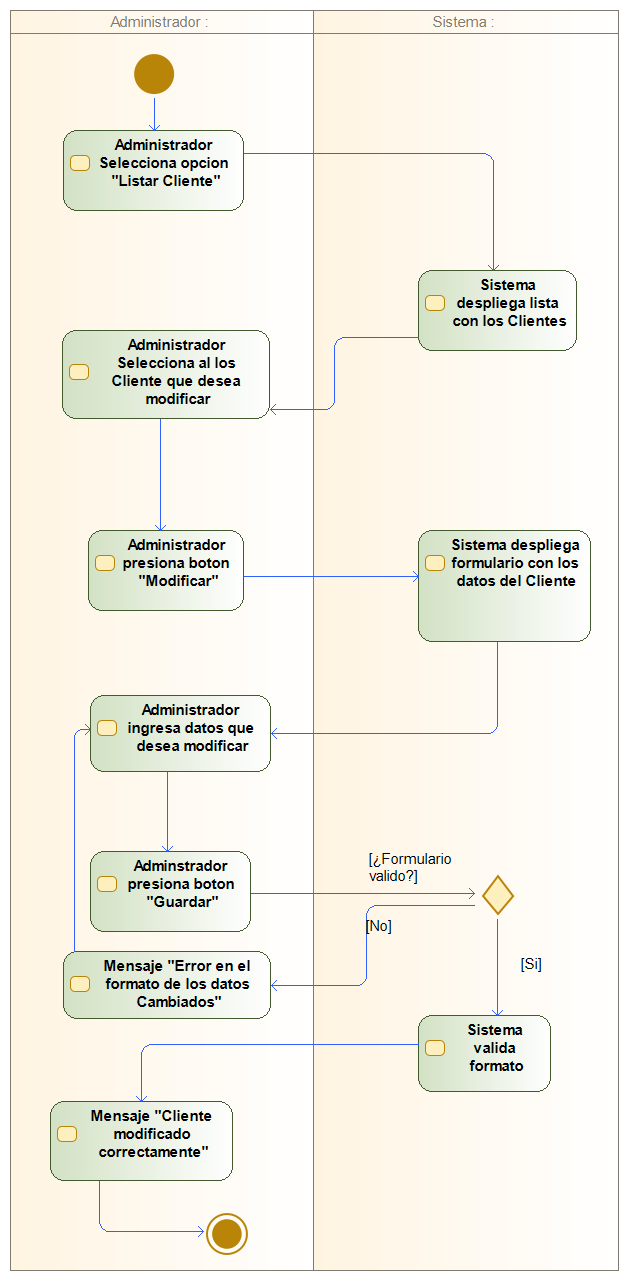 Administrador :
Sistema :
Administrador
Selecciona opcion
"Listar Cliente"
Sistema
despliega lista
con los Clientes
Administrador
Selecciona al los
Cliente que desea
modificar
Administrador
presiona boton
"Modificar"
Sistema despliega
formulario con los
datos del Cliente
Administrador
ingresa datos que
desea modificar
Adminstrador
presiona boton
"Guardar"
[¿Formulario
valido?]
[No]
[Si]
Mensaje "Error en el
formato de los datos
Cambiados"
Sistema
valida
formato
Mensaje "Cliente
modificado
correctamente"